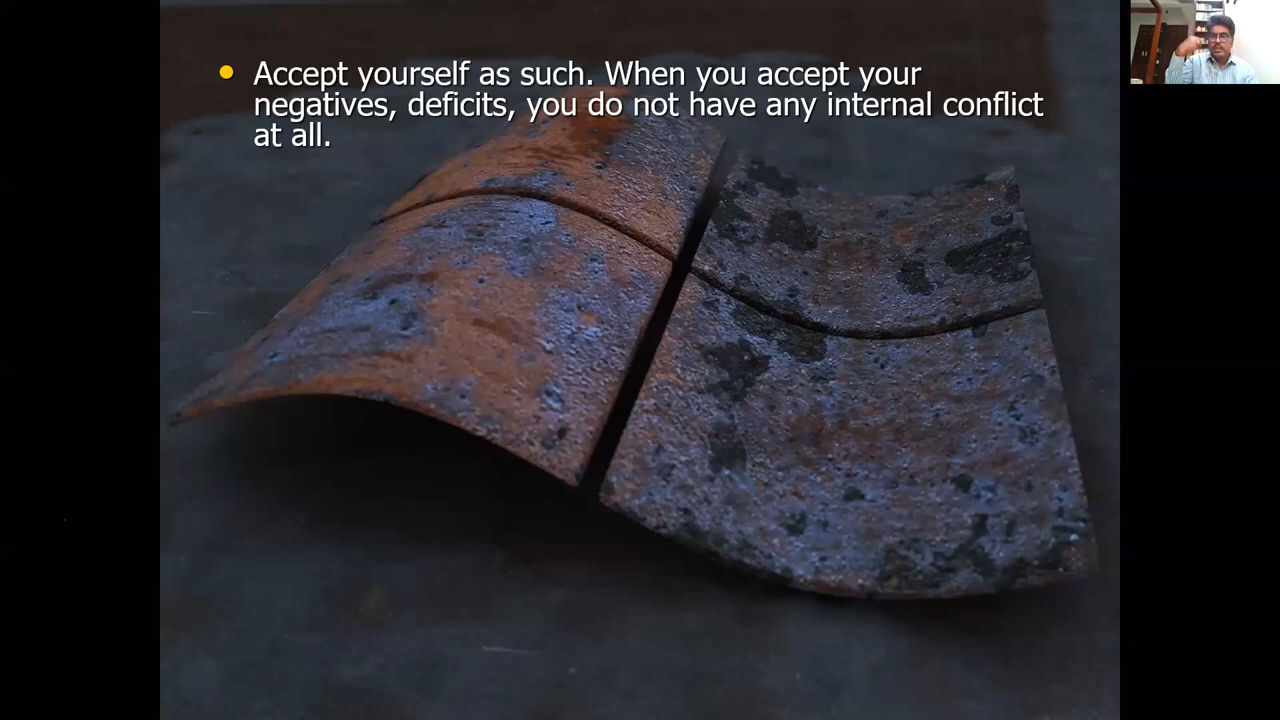 Accept yourself as such. When you accept your
negatives, deficits, you do not have any internal conflict
at all.